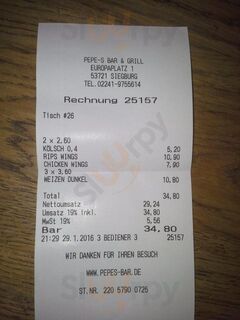 PEPE-S BAR & GRILL
EUROPAPLATZ 1
53721 SIEGBURG
TEL.02241-9755614
Rechnung 25157
Tisch #26
2 x 2,60
KÖLSCH 0,4 5,20
RIPS WINGS 10,90
CHICKEN WINGS 7,90
3 x 3,60
WEIZEN DUNKEL 10,80
Total 34,80
Nettoumsatz 29,24
Umsatz 19% inkl. 34,80
MwSt 19% 5,56
Bar 34,80
21:29 29.1.2016 3 BEDIENER 3 25157
WIR DANKEN FÜR IHREN BESUCH
WWW.PEPES-BAR.DE
ST.NR. 220 5790 0725